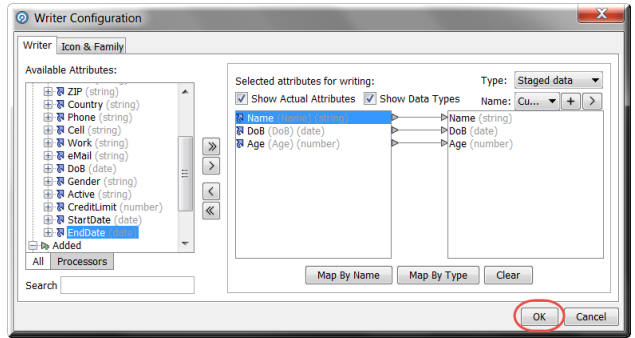 Writer Configuration
Writer
Icon & Family
Available Attributes:
ZIP (string)
Country (string)
Phone (string)
Cell (string)
Work (string)
eMail (string)
DoB (date)
Gender (string)
Active (string)
CreditLimit (number)
StartDate (date)
EndDate (date)
Added
All Processors
Search
Selected attributes for writing:
Type: Staged data
Show Actual Attributes Show Data Types
Name: Cu... + >
Name (Name) (string)
DoB (DoB) (date)
Age (Age) (number)
Name (string)
DoB (date)
Age (number)
Map By Name Map By Type Clear
OK Cancel